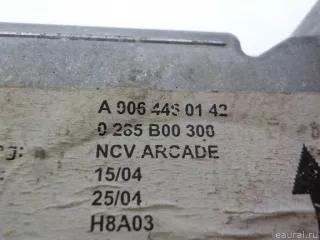 A 006 446 01 42
0 265 B00 300
NCV ARCADE
15/04
25/04
H8A03
eaural.ru